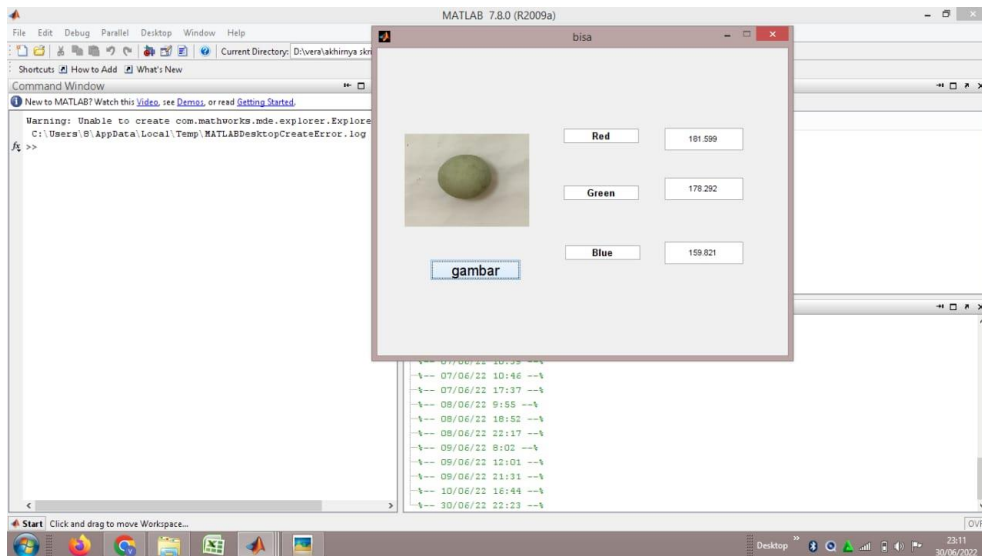 MATLAB 7.8.0 (R2009a)
File Edit Debug Parallel Desktop Window Help
Current Directory: D:\vera\akhirnya skri
Shortcuts How to Add What's New
Command Window
New to MATLAB? Watch this Video, see Demos, or read Getting Started.
Warning: Unable to create com.mathworks.mde.explorer.Explore
C:\Users\8\AppData\Local\Temp\MATLABDesktopCreateError.log
fx >>
bisa
Red
181.599
Green
178.292
Blue
159.821
gambar
%-- 07/06/22 10:39 --%
%-- 07/06/22 10:46 --%
%-- 07/06/22 17:37 --%
%-- 08/06/22 9:55 --%
%-- 08/06/22 18:52 --%
%-- 08/06/22 22:17 --%
%-- 09/06/22 8:02 --%
%-- 09/06/22 12:01 --%
%-- 09/06/22 21:31 --%
%-- 10/06/22 16:44 --%
%-- 30/06/22 22:23 --%
Start Click and drag to move Workspace...
OVR
Desktop
23:11
30/06/2022